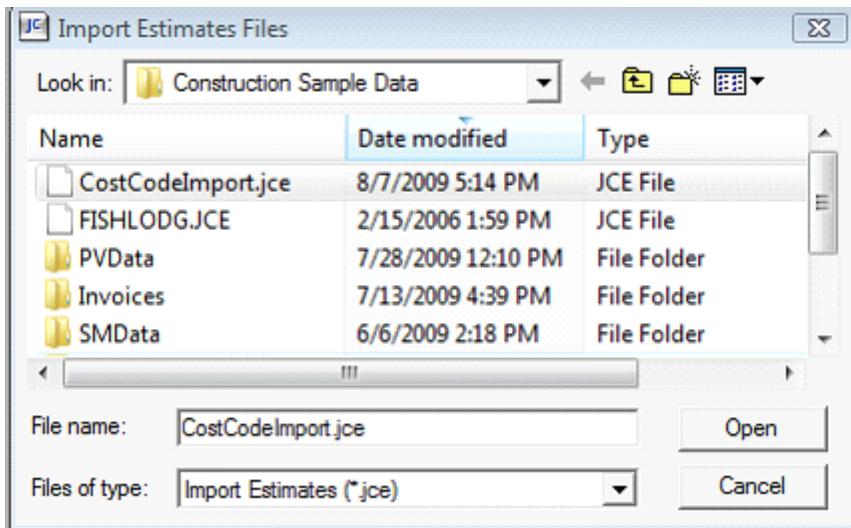 JC Import Estimates Files
Look in: Construction Sample Data
Name Date modified Type
CostCodeImport.jce 8/7/2009 5:14 PM JCE File
FISHLODG.JCE 2/15/2006 1:59 PM JCE File
PVData 7/28/2009 12:10 PM File Folder
Invoices 7/13/2009 4:39 PM File Folder
SMData 6/6/2009 2:18 PM File Folder
File name: CostCodeImport.jce Open
Files of type: Import Estimates (*.jce) Cancel